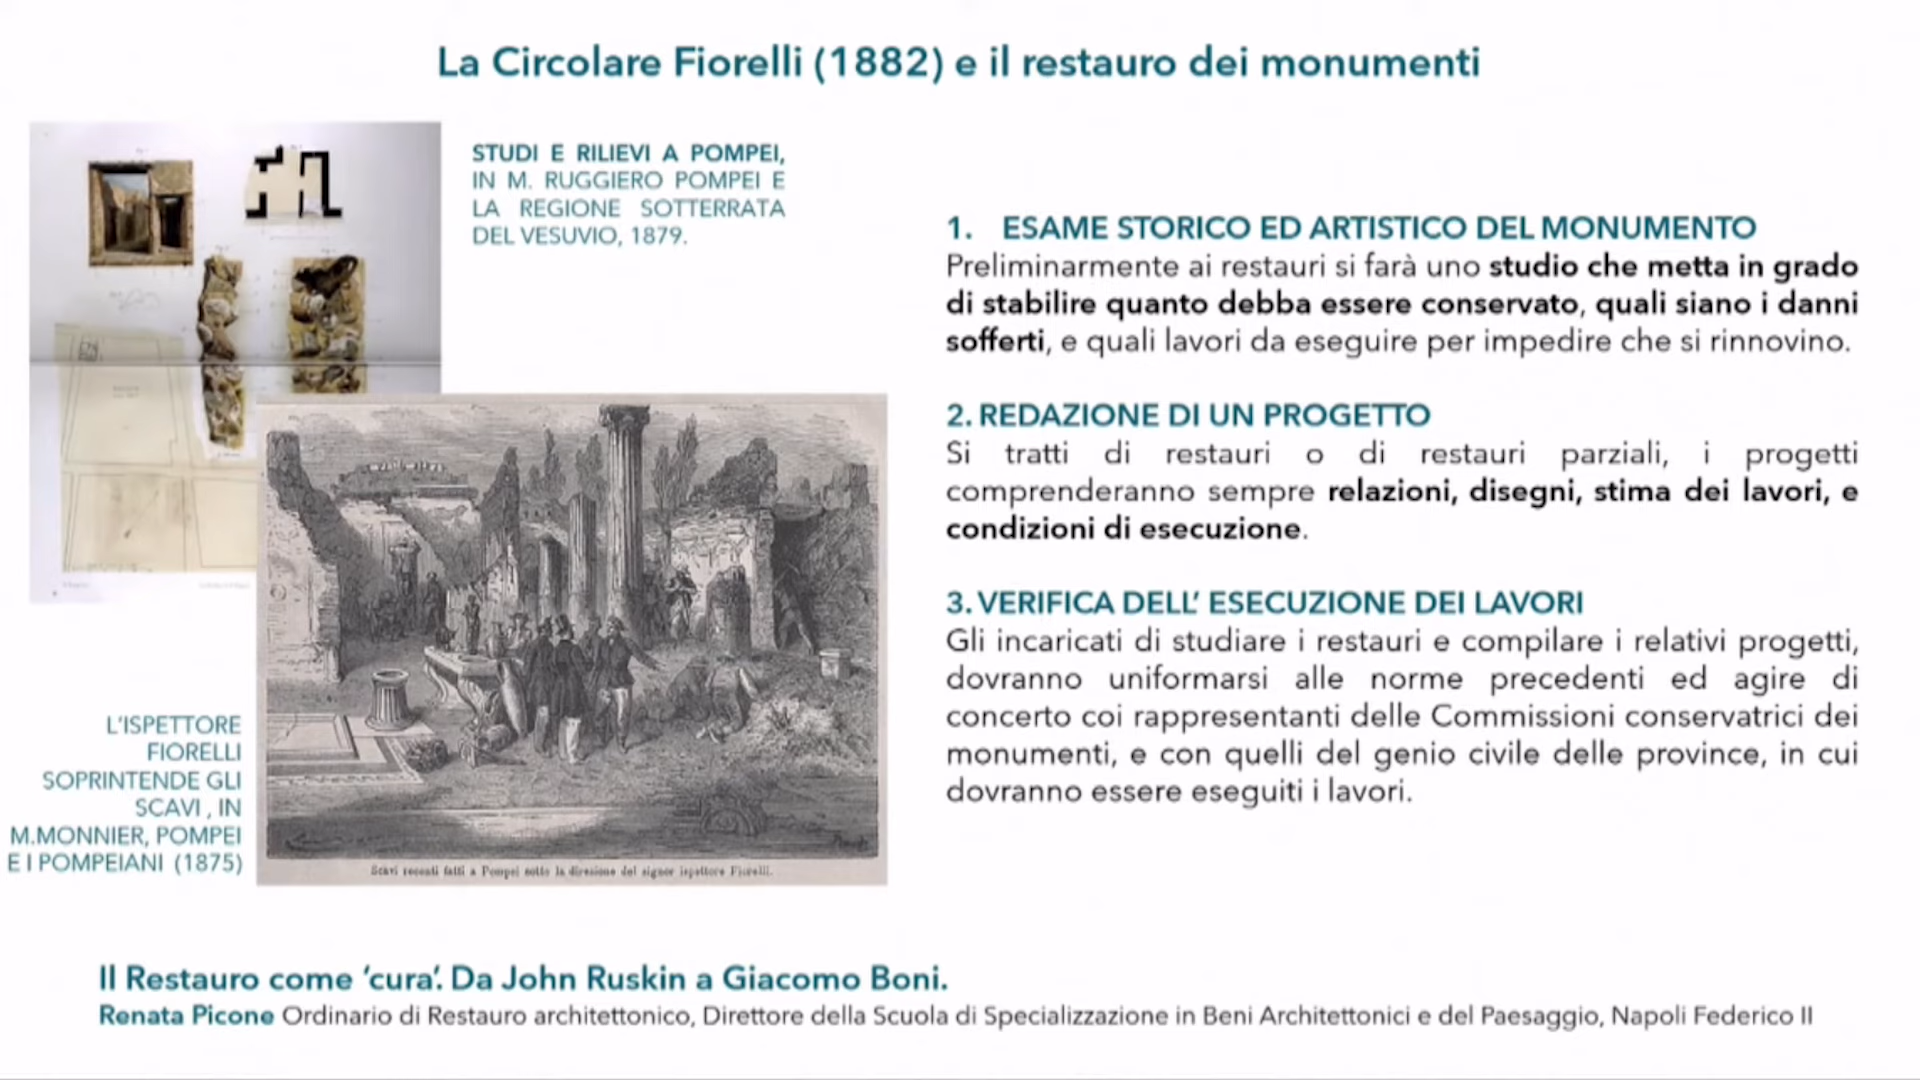 La Circolare Fiorelli (1882) e il restauro dei monumenti
STUDI E RILIEVI A POMPEI,
IN M. RUGGIERO POMPEI E
LA REGIONE SOTTERRATA
DEL VESUVIO, 1879.
1. ESAME STORICO ED ARTISTICO DEL MONUMENTO
Preliminarmente ai restauri si farà uno studio che metta in grado
di stabilire quanto debba essere conservato, quali siano i danni
sofferti, e quali lavori da eseguire per impedire che si rinnovino.
2. REDAZIONE DI UN PROGETTO
Si tratti di restauri o di restauri parziali, i progetti
comprenderanno sempre relazioni, disegni, stima dei lavori, e
condizioni di esecuzione.
3. VERIFICA DELL' ESECUZIONE DEI LAVORI
Gli incaricati di studiare i restauri e compilare i relativi progetti,
dovranno uniformarsi alle norme precedenti ed agire di
concerto coi rappresentanti delle Commissioni conservatrici dei
monumenti, e con quelli del genio civile delle province, in cui
dovranno essere eseguiti i lavori.
L'ISPETTORE
FIORELLI
SOPRINTENDE GLI
SCAVI , IN
M.MONNIER, POMPEI
E I POMPEIANI (1875)
Scavi recenti fatti a Pompei sotto la direzione del signor ispettore Fiorelli.
Il Restauro come 'cura'. Da John Ruskin a Giacomo Boni.
Renata Picone Ordinario di Restauro architettonico, Direttore della Scuola di Specializzazione in Beni Architettonici e del Paesaggio, Napoli Federico II